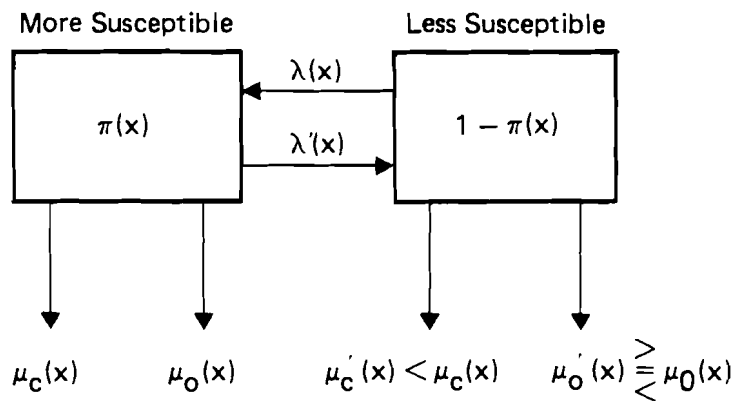 More Susceptible Less Susceptible
λ(x)
π(x) 1 − π(x)
λ'(x)
>
μc(x) μo(x) μc'(x) < μc(x) μo'(x) = μ0(x)
<